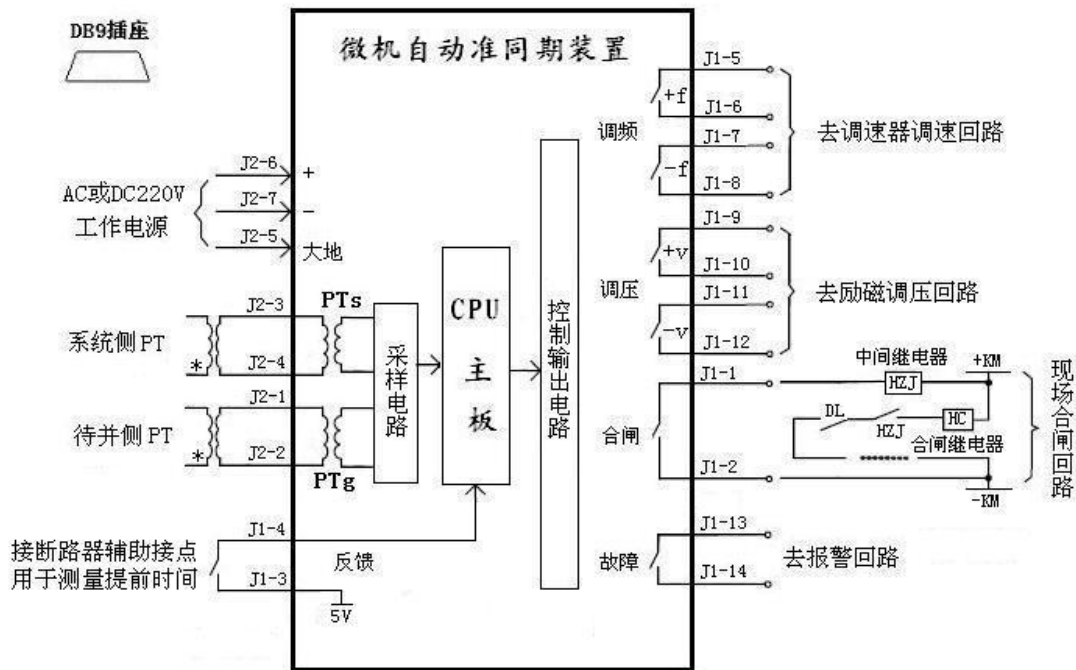 DB9插座
微机自动准同期装置
J2-6
+
AC或DC220V
J2-7
-
工作电源
J2-5
大地
J2-3
PTs
系统侧PT
*
J2-4
J2-1
待并侧PT
*
J2-2
PTg
采样电路
CPU
主
板
控制输出电路
J1-4
接断路器辅助接点
用于测量提前时间
反馈
J1-3
5V
J1-5
+f
J1-6
调频
J1-7
-f
J1-8
去调速器调速回路
J1-9
+v
J1-10
调压
J1-11
-v
J1-12
去励磁调压回路
J1-1
中间继电器
+KM
HZJ
DL
HZJ
HC
合闸继电器
合闸
J1-2
-KM
现场合闸回路
J1-13
故障
去报警回路
J1-14